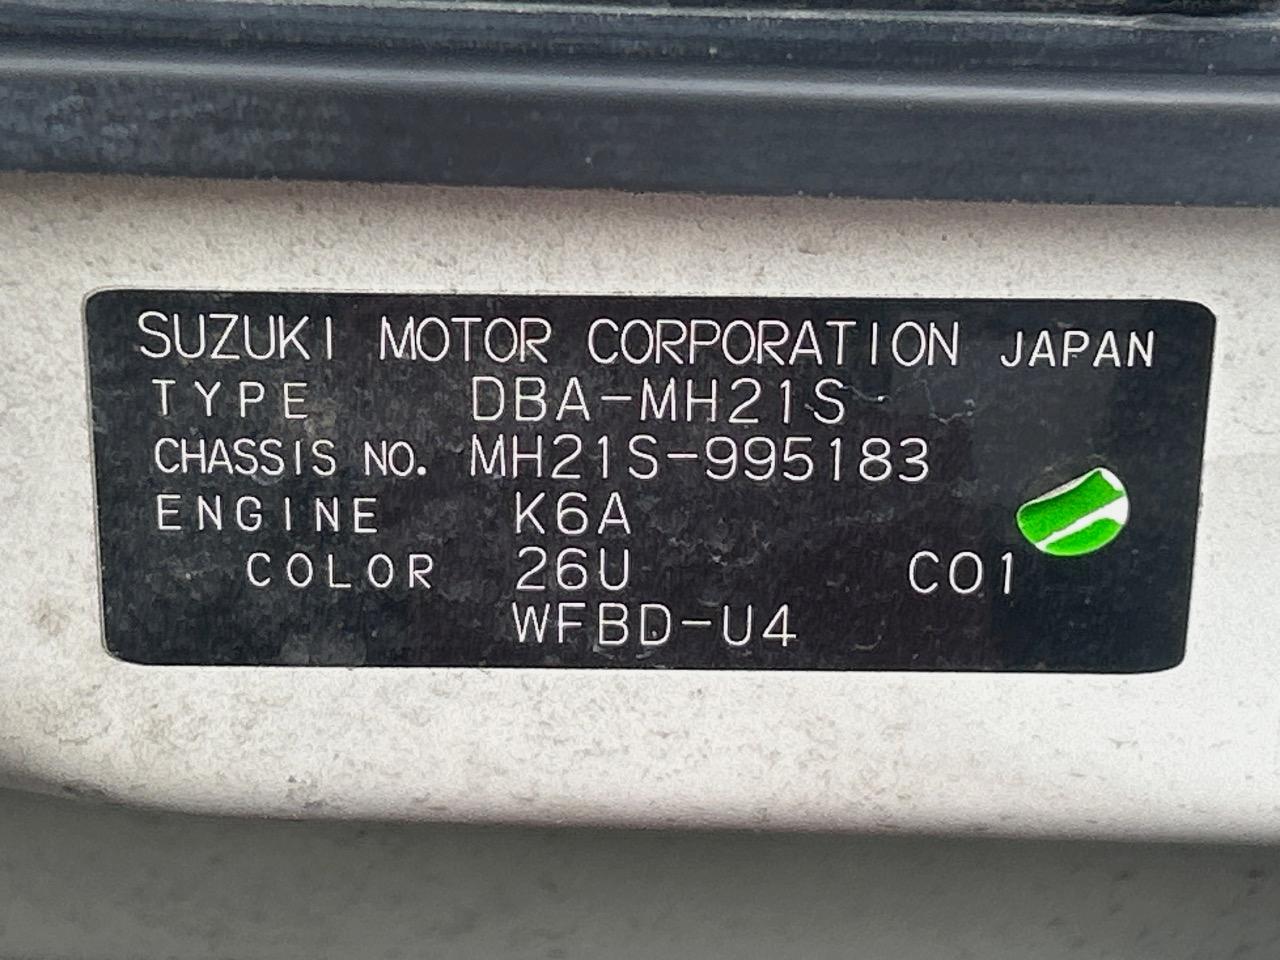 SUZUKI MOTOR CORPORATION JAPAN
TYPE DBA-MH21S
CHASSIS NO. MH21S-995183
ENGINE K6A
COLOR 26U C01
WFBD-U4